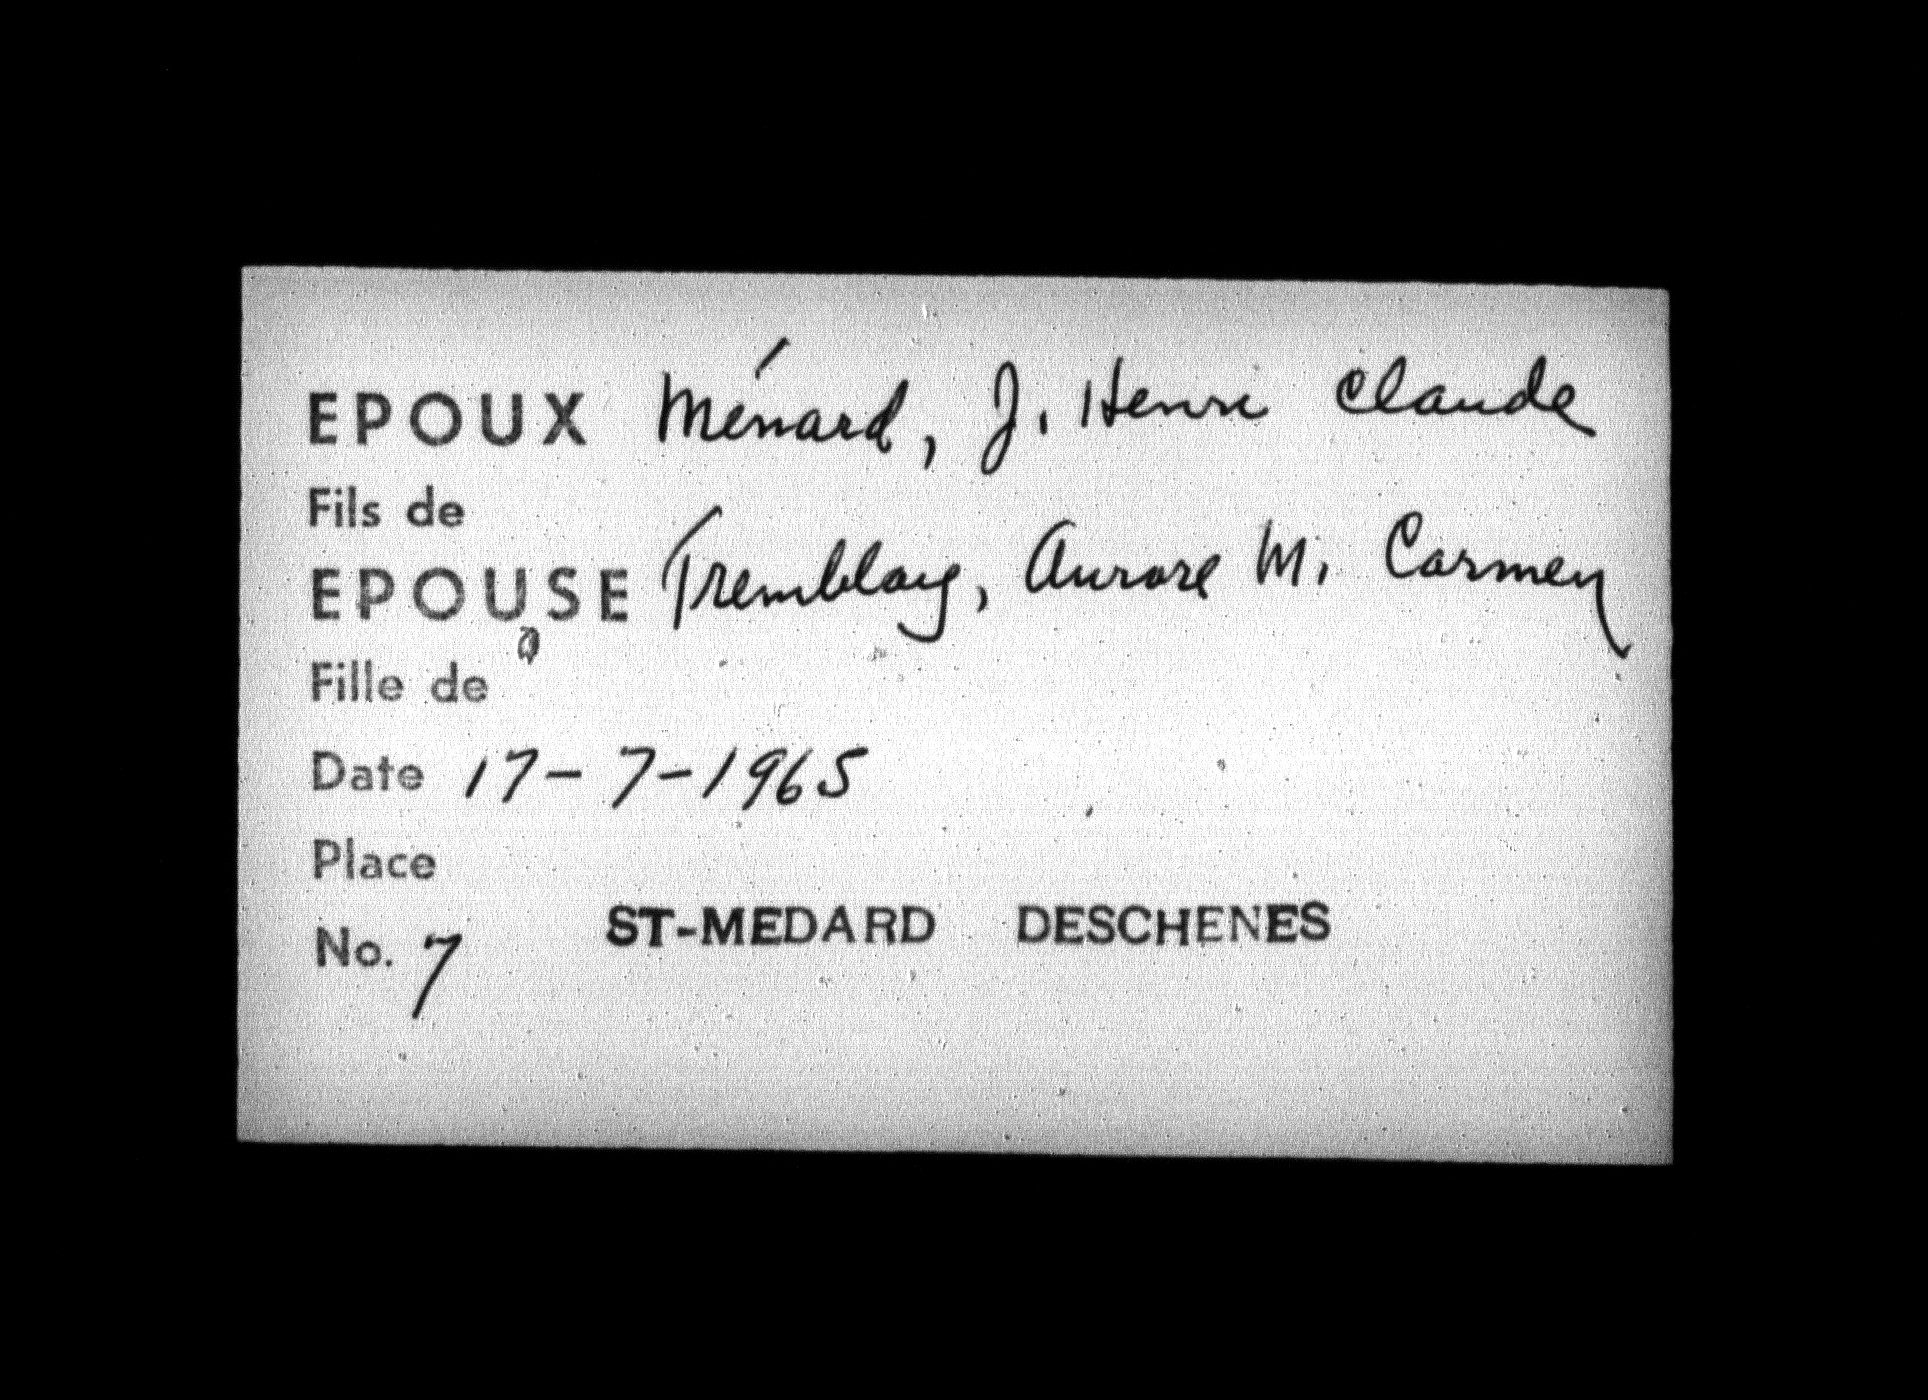 EPOUX Ménard, J. Henri Claude
Fils de
EPOUSE Tremblay, Aurore M. Carmen
Fille de
Date 17-7-1965
Place
ST-MEDARD DESCHENES
No. 7